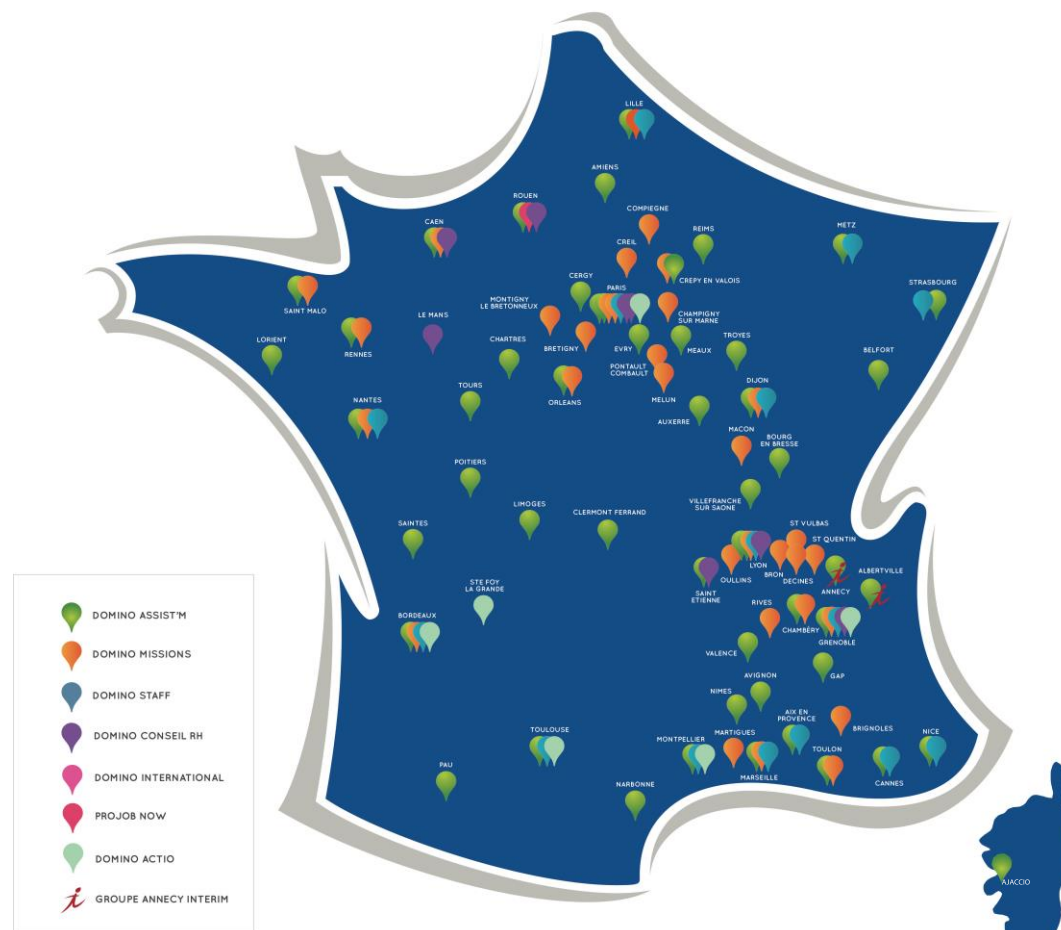 LILLE
AMIENS
ROUEN
COMPIEGNE
CAEN
REIMS
METZ
CREIL
CREPY EN VALOIS
STRASBOURG
CERGY
PARIS
SAINT MALO
MONTIGNY
LE BRETONNEUX
CHAMPIGNY
SUR MARNE
LE MANS
LORIENT
RENNES
CHARTRES
BRETIGNY
EVRY
MEAUX
TROYES
BELFORT
PONTAULT
COMBAULT
TOURS
ORLEANS
MELUN
DIJON
NANTES
AUXERRE
MACON
BOURG
EN BRESSE
POITIERS
VILLEFRANCHE
SUR SAONE
LIMOGES
CLERMONT FERRAND
SAINTES
ST VULBAS
ST QUENTIN
LYON
OULLINS
BRON
DECINES
ANNECY
ALBERTVILLE
SAINT
ETIENNE
STE FOY
LA GRANDE
RIVES
CHAMBÉRY
GRENOBLE
BORDEAUX
VALENCE
GAP
AVIGNON
NIMES
AIX EN
PROVENCE
BRIGNOLES
NICE
TOULOUSE
MONTPELLIER
MARTIGUES
MARSEILLE
TOULON
CANNES
PAU
NARBONNE
AJACCIO
DOMINO ASSIST'M
DOMINO MISSIONS
DOMINO STAFF
DOMINO CONSEIL RH
DOMINO INTERNATIONAL
PROJOB NOW
DOMINO ACTIO
GROUPE ANNECY INTERIM